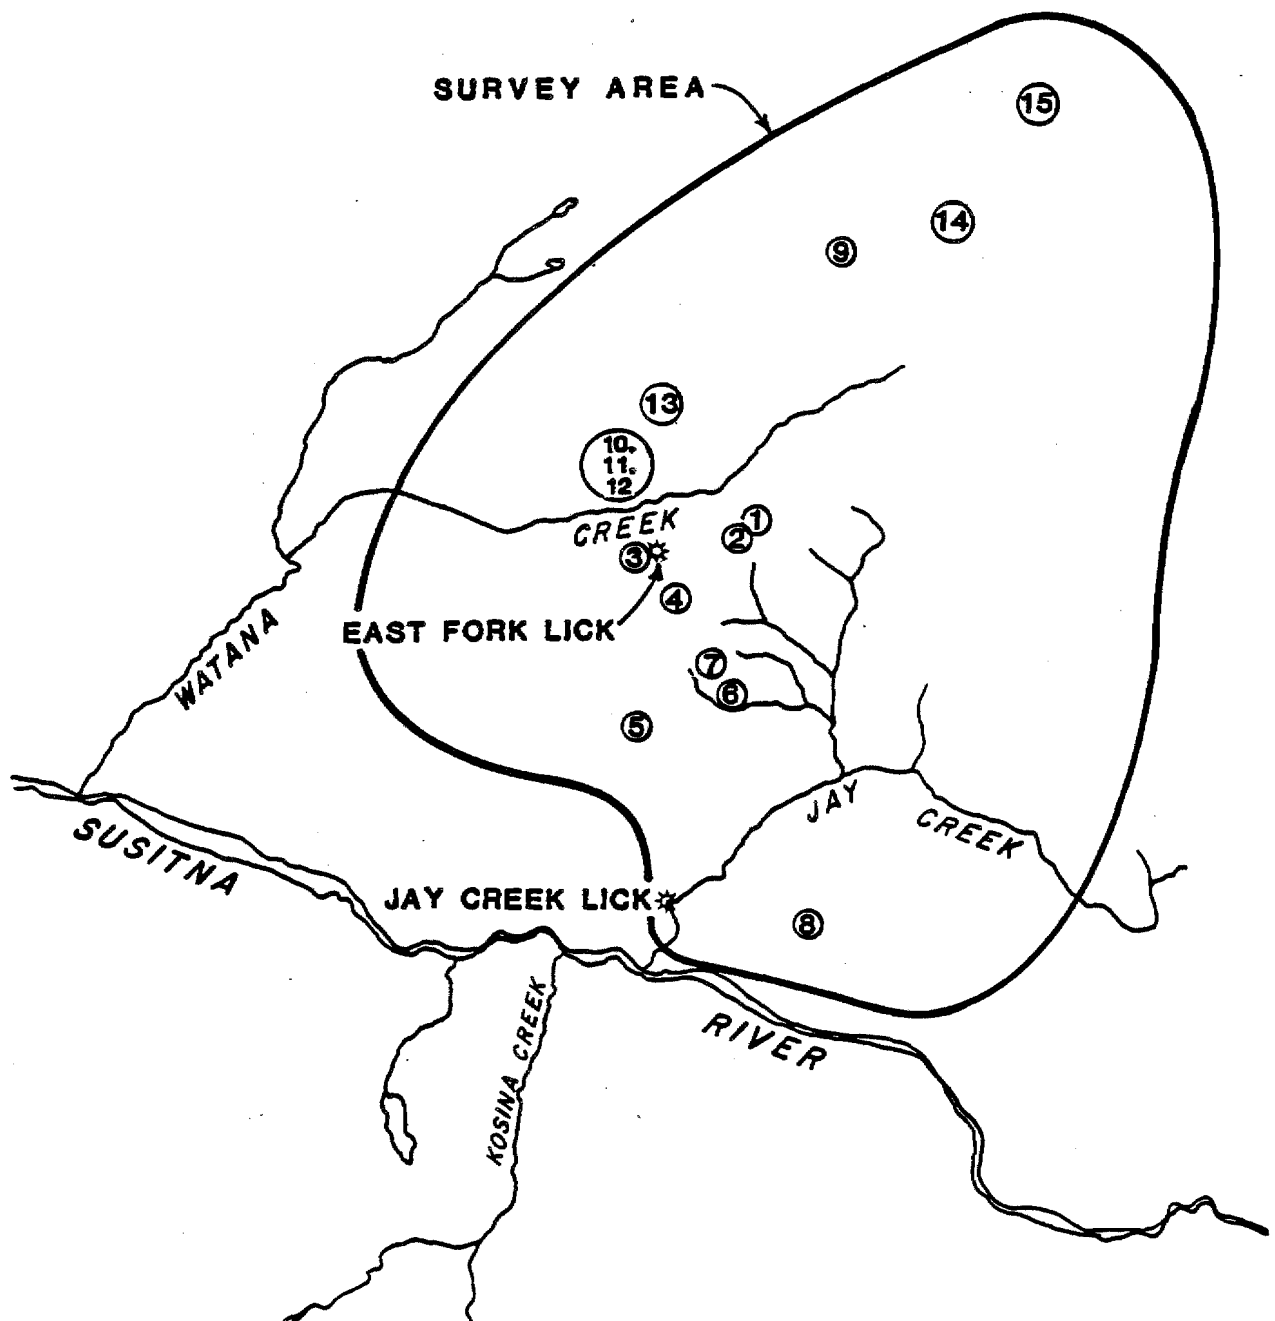 SURVEY AREA
15
14
9
13
10,
11,
12
CREEK
1
2
3
4
EAST FORK LICK
WATANA
7
6
5
JAY CREEK
SUSITNA
JAY CREEK LICK
8
KOSINA CREEK
RIVER